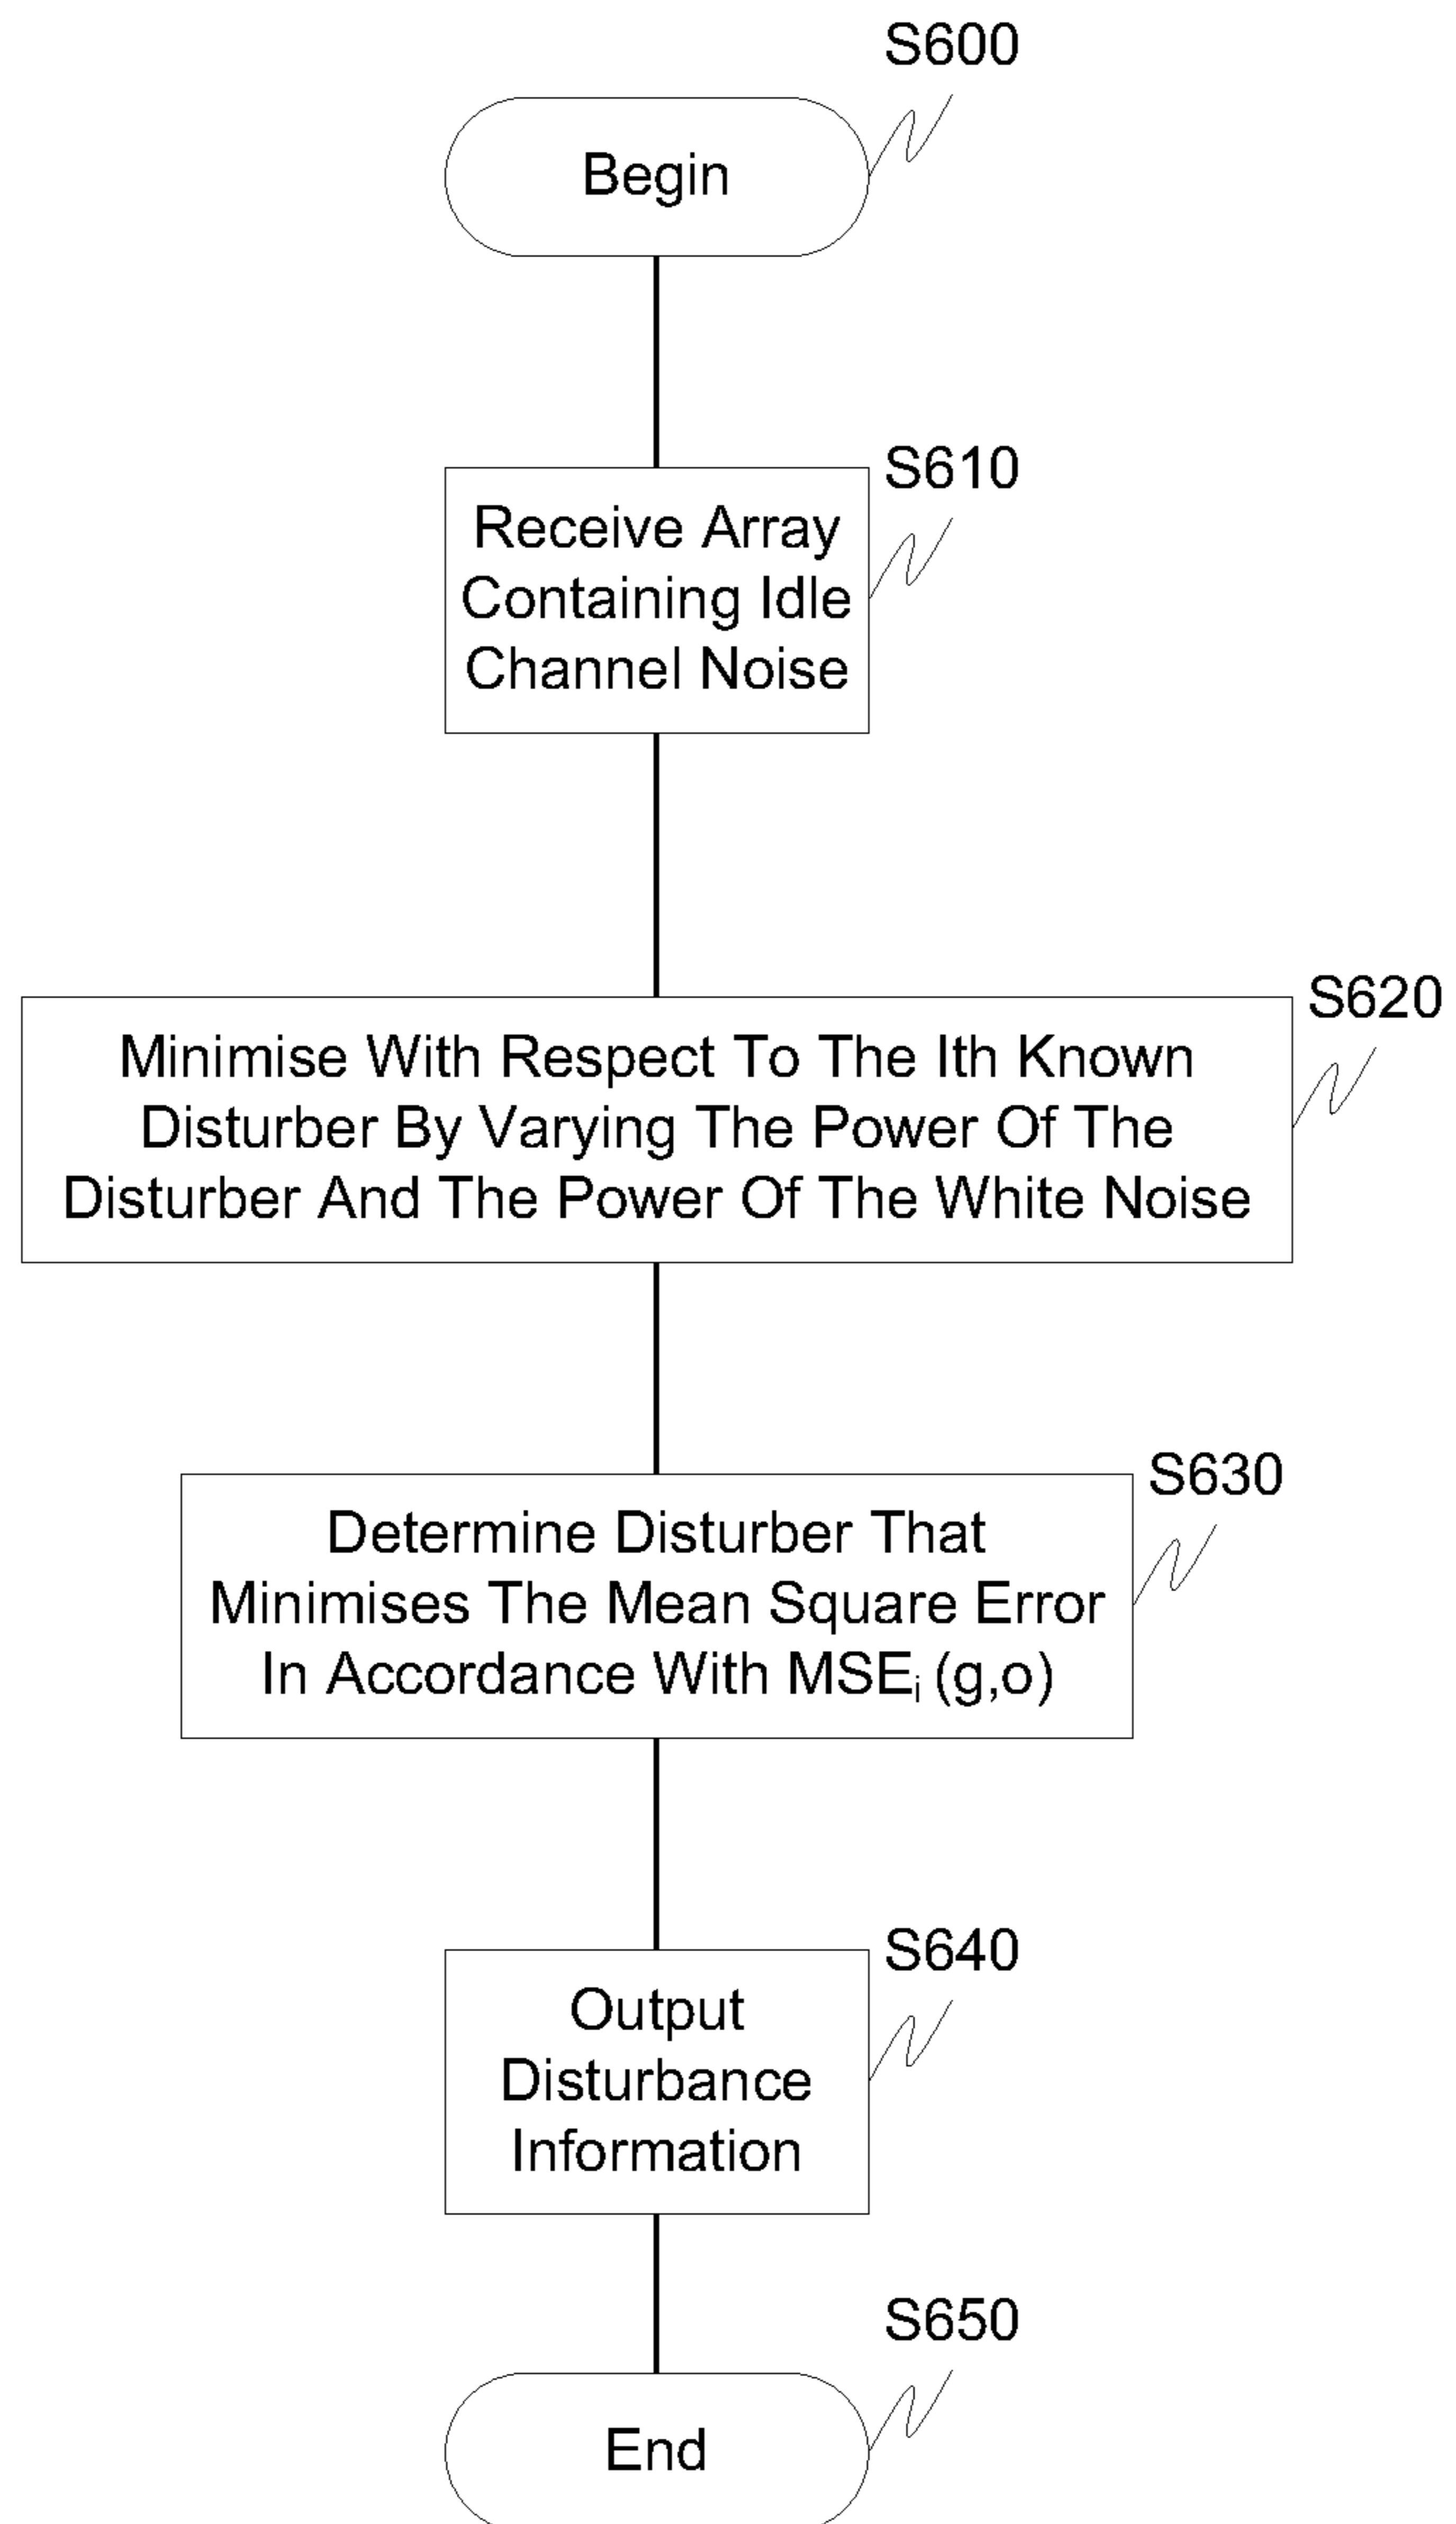 S600
Begin
S610
Receive Array
Containing Idle
Channel Noise
S620
Minimise With Respect To The Ith Known
Disturber By Varying The Power Of The
Disturber And The Power Of The White Noise
S630
Determine Disturber That
Minimises The Mean Square Error
In Accordance With MSEᵢ (g,o)
S640
Output
Disturbance
Information
S650
End